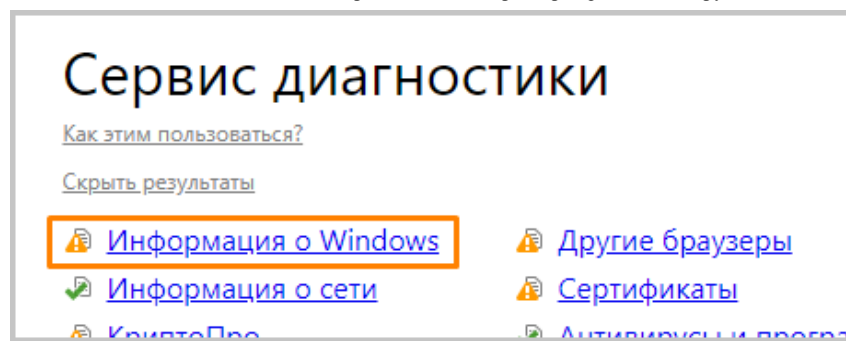 Сервис диагностики
Как этим пользоваться?
Скрыть результаты
Информация о Windows
Другие браузеры
Информация о сети
Сертификаты
КриптоПро
Антивирусы и